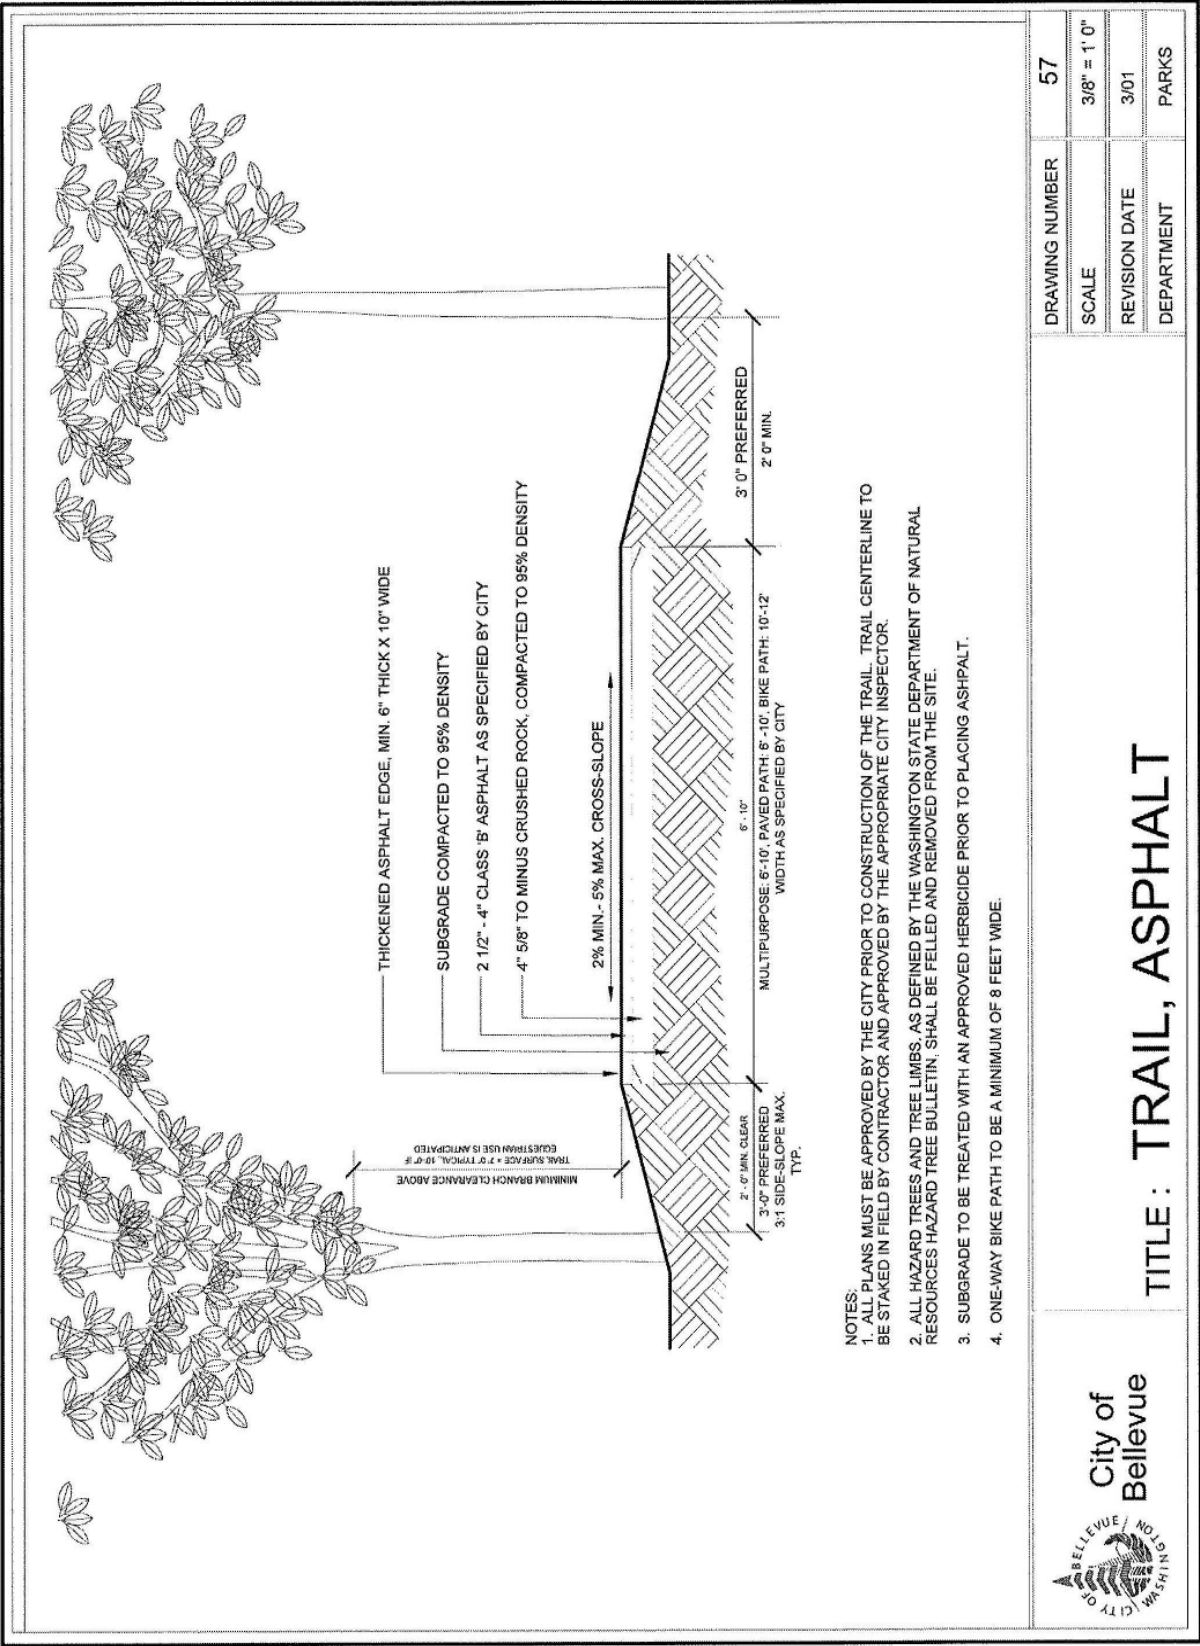 THICKENED ASPHALT EDGE, MIN. 6" THICK X 10" WIDE
SUBGRADE COMPACTED TO 95% DENSITY
2 1/2" - 4" CLASS 'B' ASPHALT AS SPECIFIED BY CITY
4" 5/8" TO MINUS CRUSHED ROCK, COMPACTED TO 95% DENSITY
2% MIN.- 5% MAX. CROSS-SLOPE
MINIMUM BRANCH CLEARANCE ABOVE
TRAIL SURFACE = 7' 0" TYPICAL, 10'-0" IF
EQUESTRIAN USE IS ANTICIPATED
2' - 0" MIN. CLEAR
3'-0" PREFERRED
3:1 SIDE-SLOPE MAX.
TYP.
6' - 10"
MULTIPURPOSE: 6'-10', PAVED PATH: 6' -10', BIKE PATH: 10'-12'
WIDTH AS SPECIFIED BY CITY
3' 0" PREFERRED
2' 0" MIN.
NOTES:
1. ALL PLANS MUST BE APPROVED BY THE CITY PRIOR TO CONSTRUCTION OF THE TRAIL. TRAIL CENTERLINE TO
BE STAKED IN FIELD BY CONTRACTOR AND APPROVED BY THE APPROPRIATE CITY INSPECTOR.
2. ALL HAZARD TREES AND TREE LIMBS, AS DEFINED BY THE WASHINGTON STATE DEPARTMENT OF NATURAL
RESOURCES HAZARD TREE BULLETIN, SHALL BE FELLED AND REMOVED FROM THE SITE.
3. SUBGRADE TO BE TREATED WITH AN APPROVED HERBICIDE PRIOR TO PLACING ASHPALT.
4. ONE-WAY BIKE PATH TO BE A MINIMUM OF 8 FEET WIDE.
CITY OF BELLEVUE WASHINGTON
City of
Bellevue
TITLE : TRAIL, ASPHALT
DRAWING NUMBER 57
SCALE 3/8" = 1' 0"
REVISION DATE 3/01
DEPARTMENT PARKS